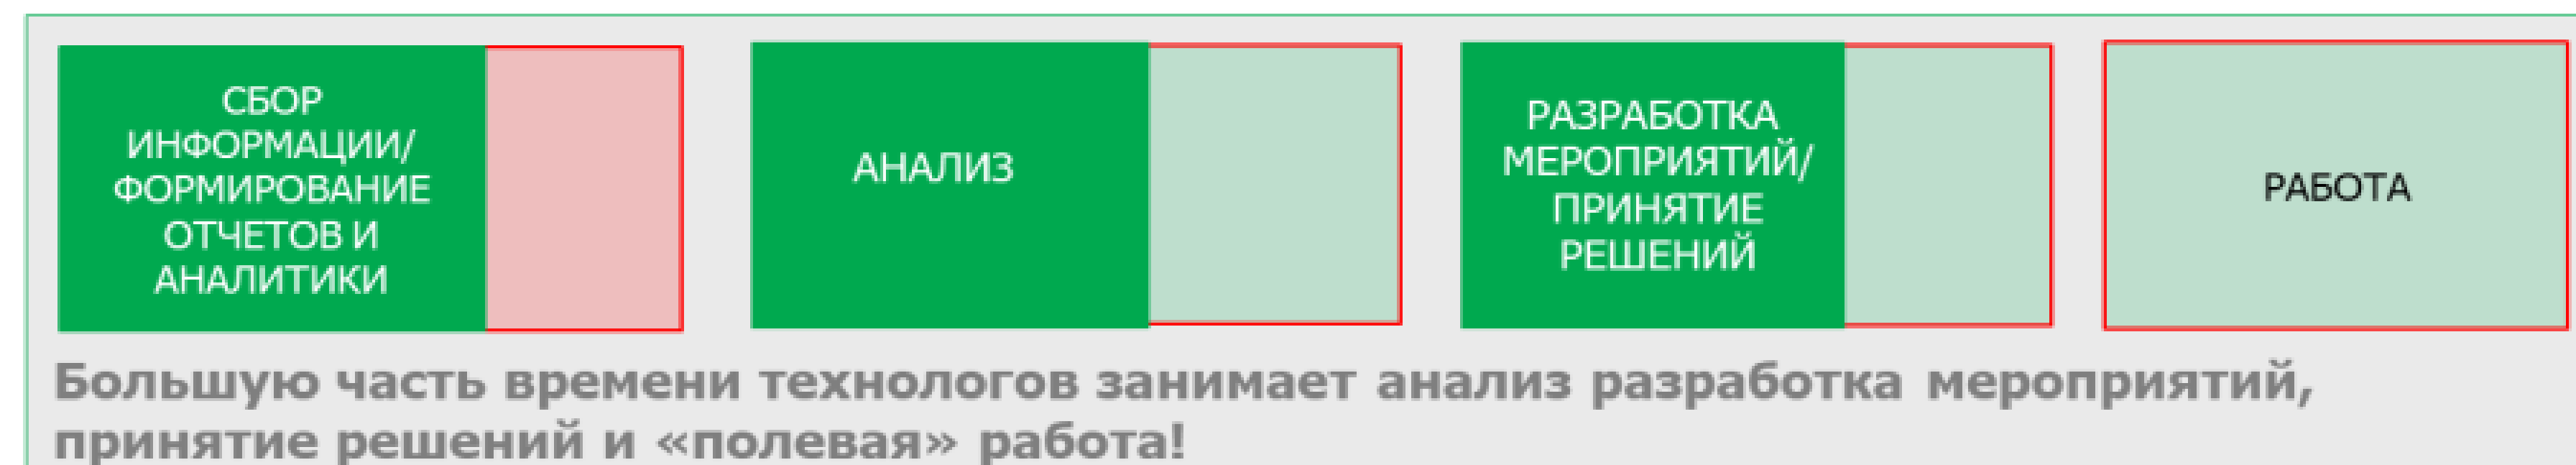 СБОР
ИНФОРМАЦИИ/
ФОРМИРОВАНИЕ
ОТЧЕТОВ И
АНАЛИТИКИ
АНАЛИЗ
РАЗРАБОТКА
МЕРОПРИЯТИЙ/
ПРИНЯТИЕ
РЕШЕНИЙ
РАБОТА
Большую часть времени технологов занимает анализ разработка мероприятий,
принятие решений и «полевая» работа!